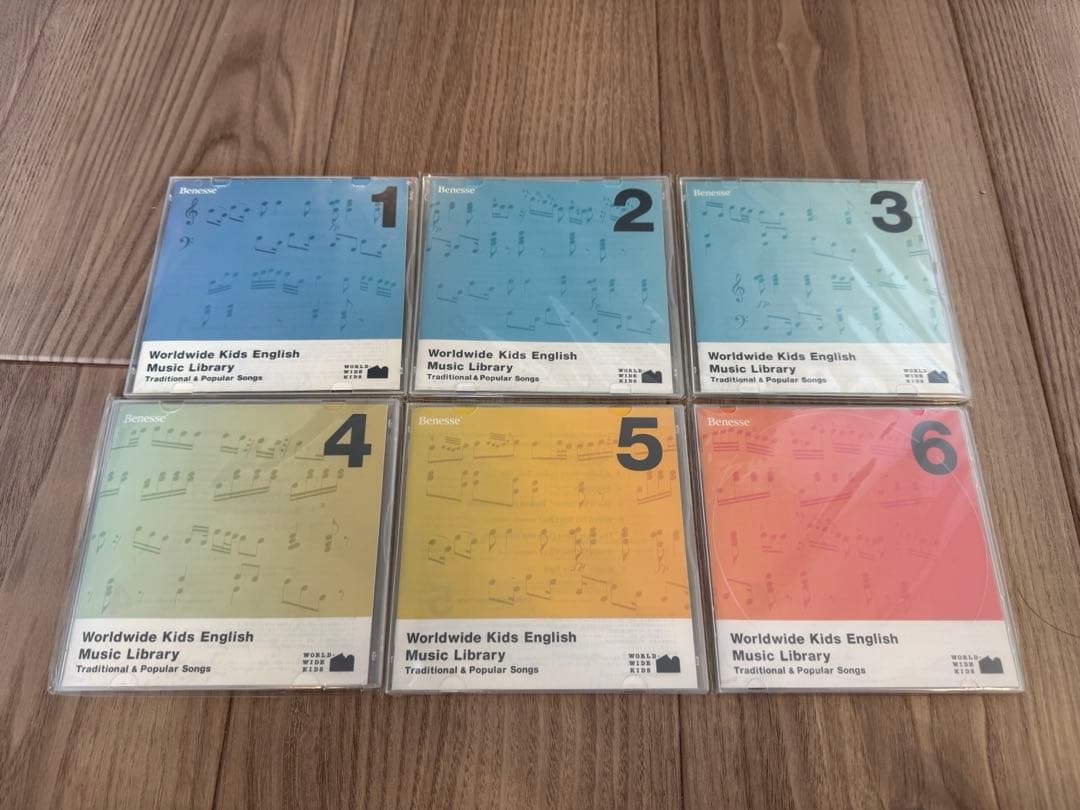 Benesse
1
Worldwide Kids English
Music Library
Traditional & Popular Songs
WORLD-
WIDE
KIDS
Benesse
2
Worldwide Kids English
Music Library
Traditional & Popular Songs
WORLD-
WIDE
KIDS
Benesse
3
Worldwide Kids English
Music Library
Traditional & Popular Songs
WORLD-
WIDE
KIDS
Benesse
4
Worldwide Kids English
Music Library
Traditional & Popular Songs
WORLD-
WIDE
KIDS
Benesse
5
Worldwide Kids English
Music Library
Traditional & Popular Songs
WORLD-
WIDE
KIDS
Benesse
6
Worldwide Kids English
Music Library
Traditional & Popular Songs
WORLD-
WIDE
KIDS